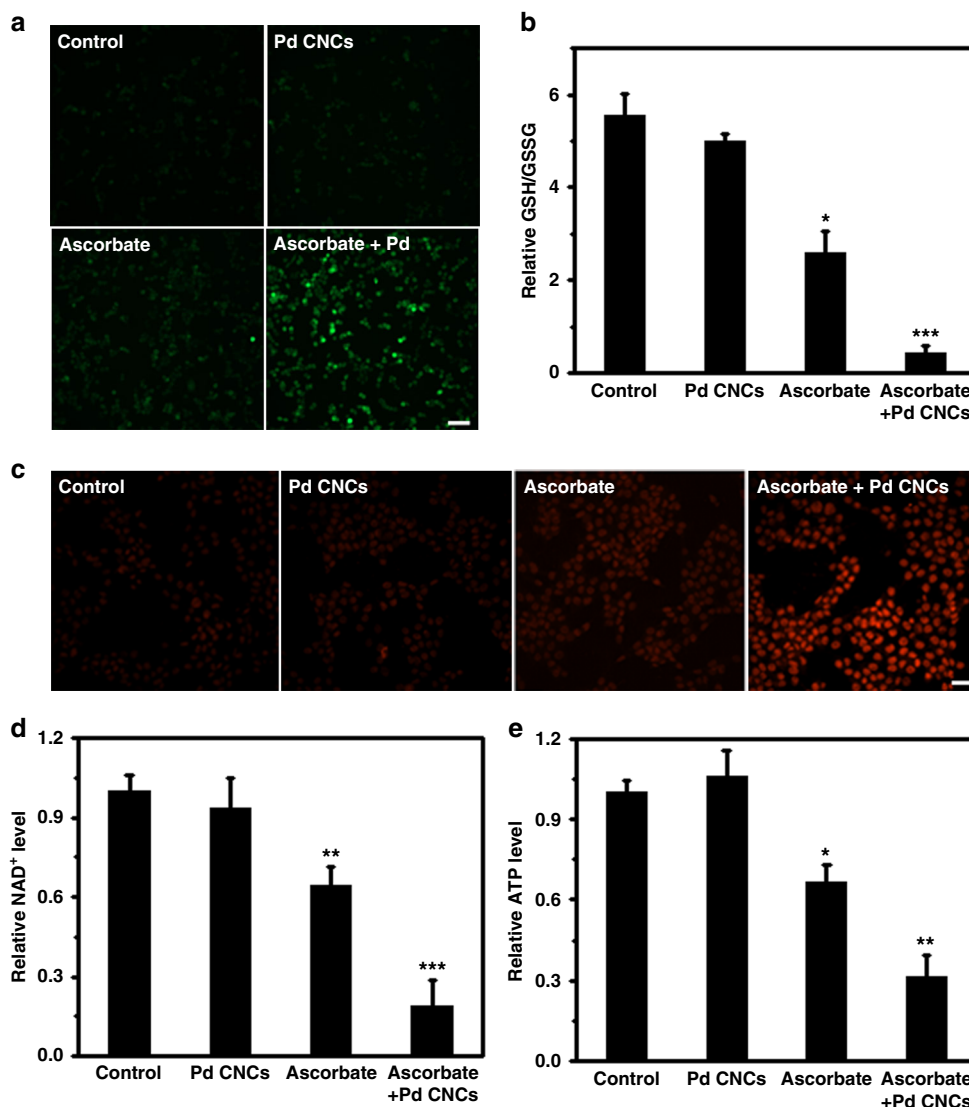 a
Control
Pd CNCs
Ascorbate
Ascorbate + Pd
b
Relative GSH/GSSG
6
4
2
0
*
***
Control
Pd CNCs
Ascorbate
Ascorbate
+Pd CNCs
c
Control
Pd CNCs
Ascorbate
Ascorbate + Pd CNCs
d
Relative NAD⁺ level
1.2
0.9
0.6
0.3
0.0
**
***
Control
Pd CNCs
Ascorbate
Ascorbate
+Pd CNCs
e
Relative ATP level
1.2
0.9
0.6
0.3
0.0
*
**
Control
Pd CNCs
Ascorbate
Ascorbate
+Pd CNCs